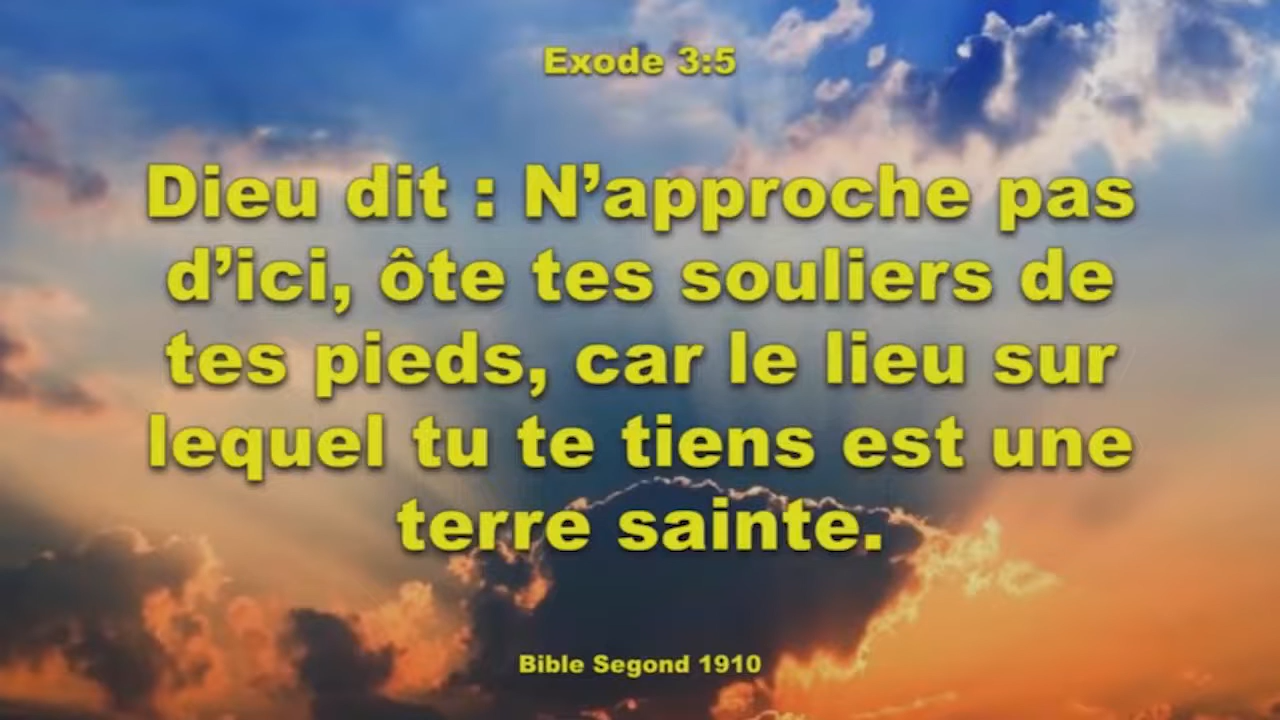 Exode 3:5
Dieu dit : N’approche pas
d’ici, ôte tes souliers de
tes pieds, car le lieu sur
lequel tu te tiens est une
terre sainte.
Bible Segond 1910